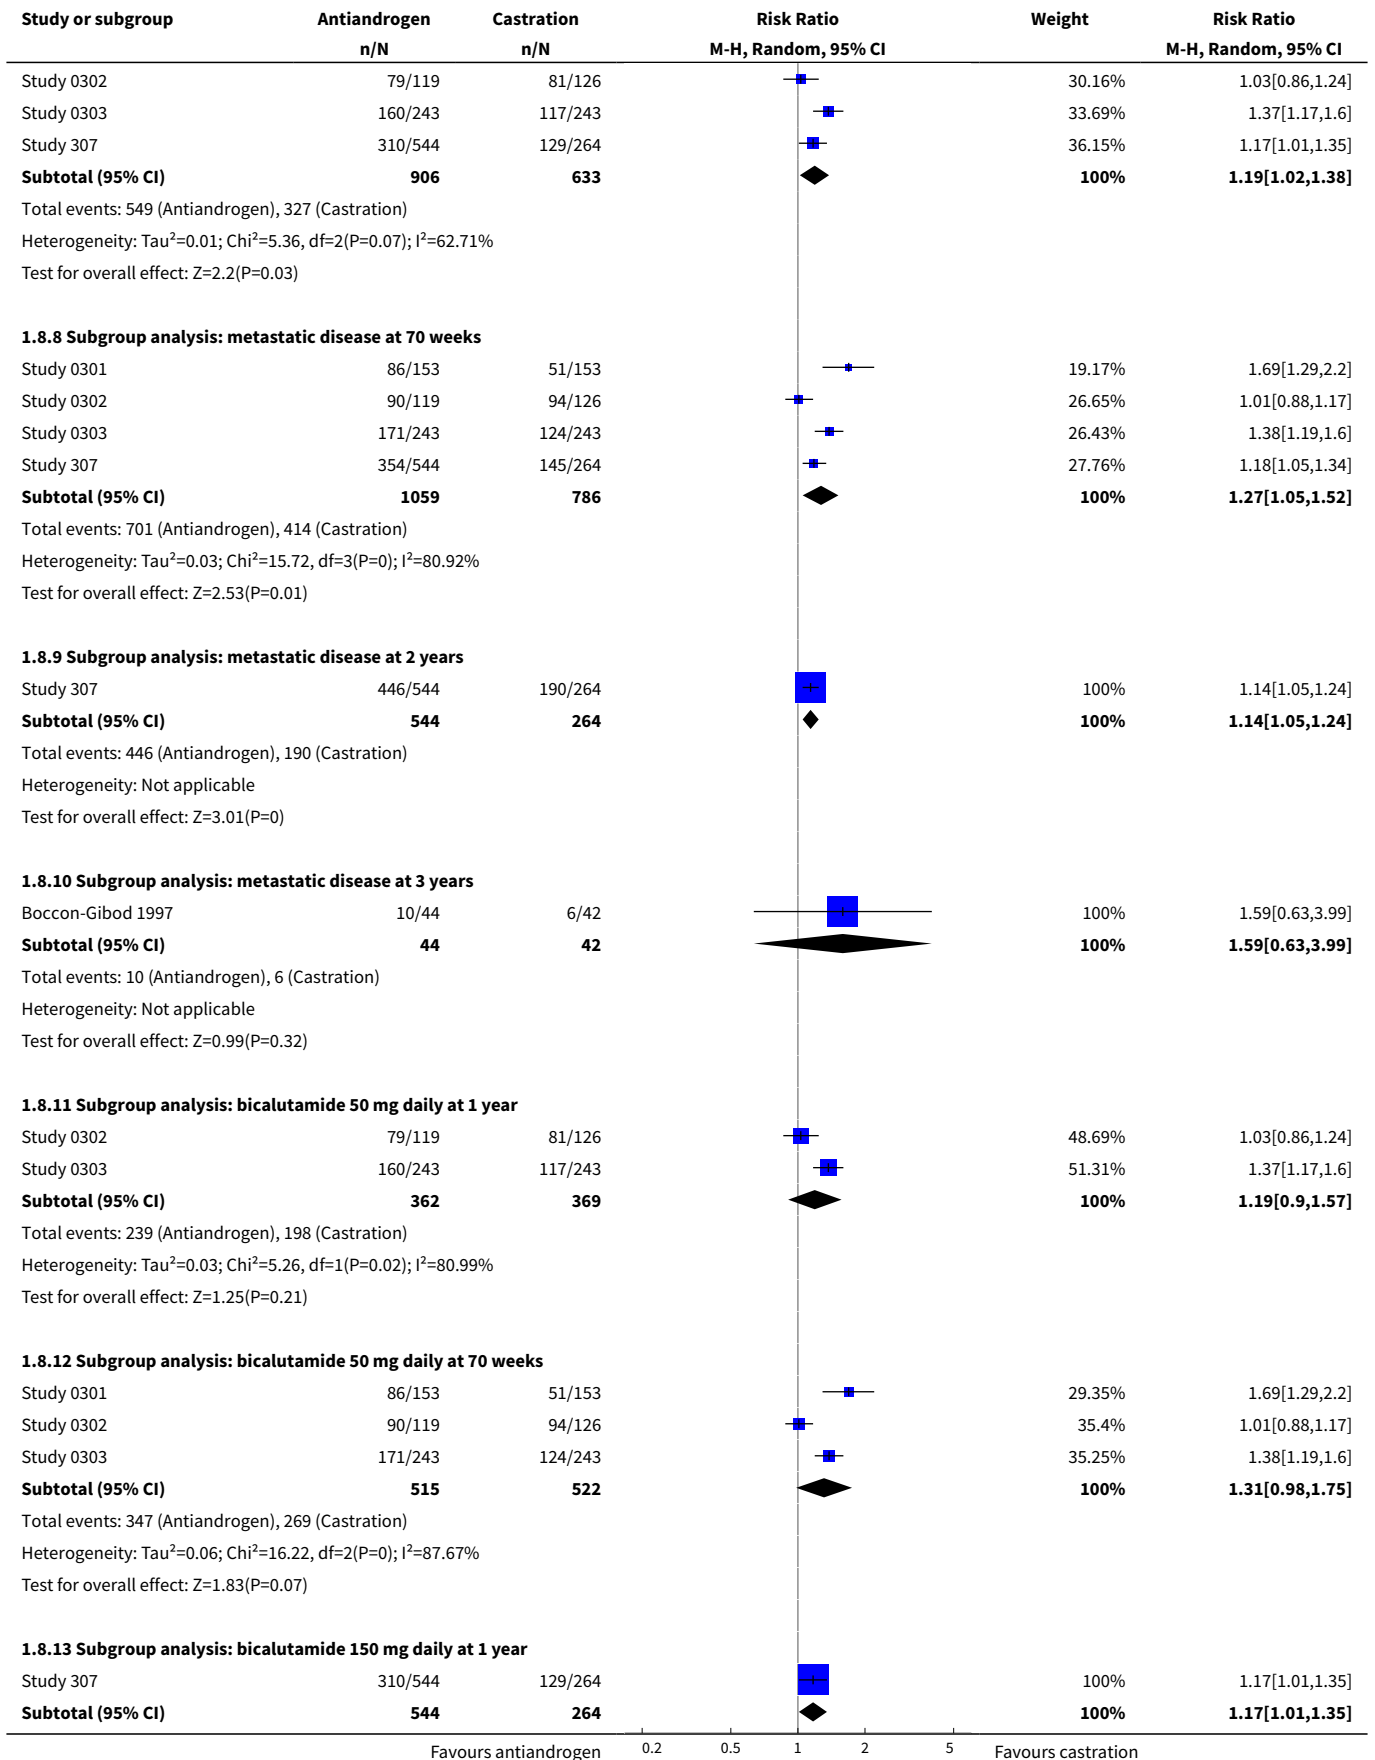 Study or subgroup Antiandrogen Castration Risk Ratio Weight Risk Ratio
n/N n/N M-H, Random, 95% CI M-H, Random, 95% CI
Study 0302 79/119 81/126 30.16% 1.03[0.86,1.24]
Study 0303 160/243 117/243 33.69% 1.37[1.17,1.6]
Study 307 310/544 129/264 36.15% 1.17[1.01,1.35]
Subtotal (95% CI) 906 633 100% 1.19[1.02,1.38]
Total events: 549 (Antiandrogen), 327 (Castration)
Heterogeneity: Tau²=0.01; Chi²=5.36, df=2(P=0.07); I²=62.71%
Test for overall effect: Z=2.2(P=0.03)
1.8.8 Subgroup analysis: metastatic disease at 70 weeks
Study 0301 86/153 51/153 19.17% 1.69[1.29,2.2]
Study 0302 90/119 94/126 26.65% 1.01[0.88,1.17]
Study 0303 171/243 124/243 26.43% 1.38[1.19,1.6]
Study 307 354/544 145/264 27.76% 1.18[1.05,1.34]
Subtotal (95% CI) 1059 786 100% 1.27[1.05,1.52]
Total events: 701 (Antiandrogen), 414 (Castration)
Heterogeneity: Tau²=0.03; Chi²=15.72, df=3(P=0); I²=80.92%
Test for overall effect: Z=2.53(P=0.01)
1.8.9 Subgroup analysis: metastatic disease at 2 years
Study 307 446/544 190/264 100% 1.14[1.05,1.24]
Subtotal (95% CI) 544 264 100% 1.14[1.05,1.24]
Total events: 446 (Antiandrogen), 190 (Castration)
Heterogeneity: Not applicable
Test for overall effect: Z=3.01(P=0)
1.8.10 Subgroup analysis: metastatic disease at 3 years
Boccon-Gibod 1997 10/44 6/42 100% 1.59[0.63,3.99]
Subtotal (95% CI) 44 42 100% 1.59[0.63,3.99]
Total events: 10 (Antiandrogen), 6 (Castration)
Heterogeneity: Not applicable
Test for overall effect: Z=0.99(P=0.32)
1.8.11 Subgroup analysis: bicalutamide 50 mg daily at 1 year
Study 0302 79/119 81/126 48.69% 1.03[0.86,1.24]
Study 0303 160/243 117/243 51.31% 1.37[1.17,1.6]
Subtotal (95% CI) 362 369 100% 1.19[0.9,1.57]
Total events: 239 (Antiandrogen), 198 (Castration)
Heterogeneity: Tau²=0.03; Chi²=5.26, df=1(P=0.02); I²=80.99%
Test for overall effect: Z=1.25(P=0.21)
1.8.12 Subgroup analysis: bicalutamide 50 mg daily at 70 weeks
Study 0301 86/153 51/153 29.35% 1.69[1.29,2.2]
Study 0302 90/119 94/126 35.4% 1.01[0.88,1.17]
Study 0303 171/243 124/243 35.25% 1.38[1.19,1.6]
Subtotal (95% CI) 515 522 100% 1.31[0.98,1.75]
Total events: 347 (Antiandrogen), 269 (Castration)
Heterogeneity: Tau²=0.06; Chi²=16.22, df=2(P=0); I²=87.67%
Test for overall effect: Z=1.83(P=0.07)
1.8.13 Subgroup analysis: bicalutamide 150 mg daily at 1 year
Study 307 310/544 129/264 100% 1.17[1.01,1.35]
Subtotal (95% CI) 544 264 100% 1.17[1.01,1.35]
Favours antiandrogen 0.2 0.5 1 2 5 Favours castration